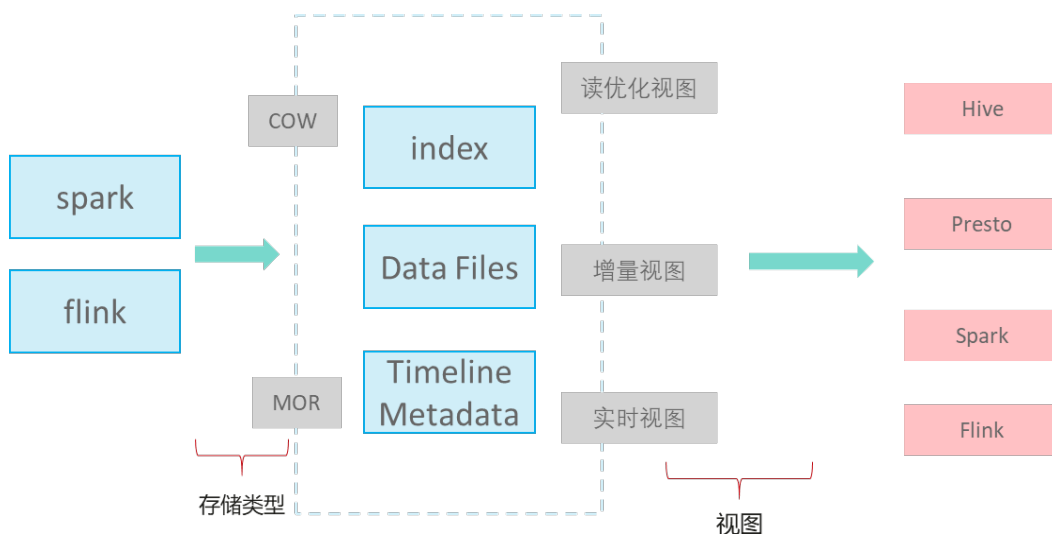 spark
flink
COW
MOR
存储类型
index
Data Files
Timeline
Metadata
读优化视图
增量视图
实时视图
视图
Hive
Presto
Spark
Flink